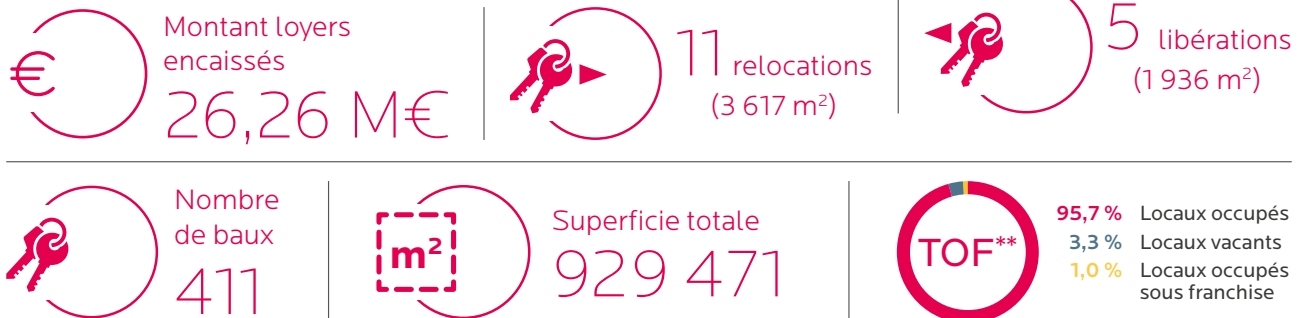 €
Montant loyers
encaissés
26,26 M€
11 relocations
(3 617 m²)
5 libérations
(1 936 m²)
Nombre
de baux
411
m²
Superficie totale
929 471
TOF**
95,7 % Locaux occupés
3,3 % Locaux vacants
1,0 % Locaux occupés
sous franchise